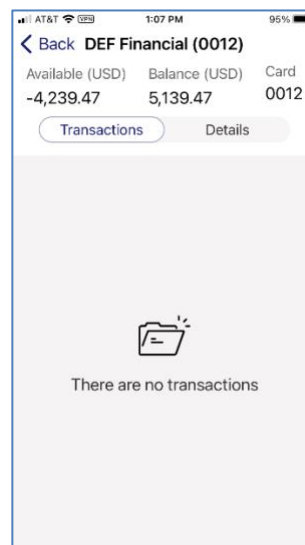 AT&T VPN 1:07 PM 95%
Back DEF Financial (0012)
Available (USD) Balance (USD) Card
-4,239.47 5,139.47 0012
Transactions Details
There are no transactions